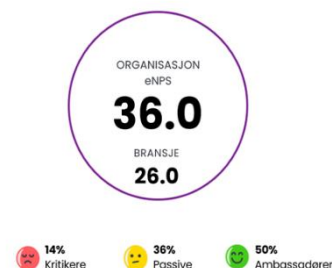 ORGANISASJON
eNPS
36.0
BRANSJE
26.0
14% 36% 50%
Kritikere Passive Ambassadører